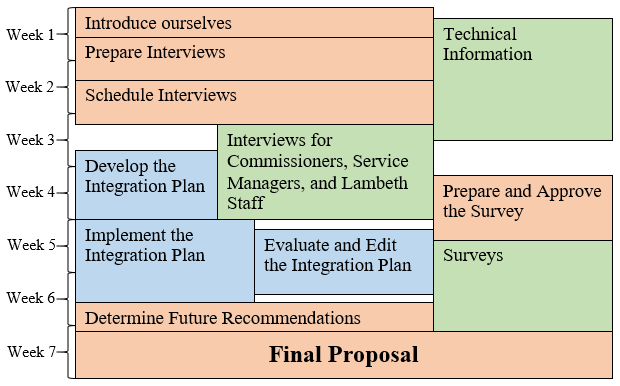 Week 1
Week 2
Week 3
Week 4
Week 5
Week 6
Week 7
Introduce ourselves
Prepare Interviews
Schedule Interviews
Technical
Information
Interviews for
Commissioners, Service
Managers, and Lambeth
Staff
Develop the
Integration Plan
Prepare and Approve
the Survey
Implement the
Integration Plan
Evaluate and Edit
the Integration Plan
Surveys
Determine Future Recommendations
Final Proposal